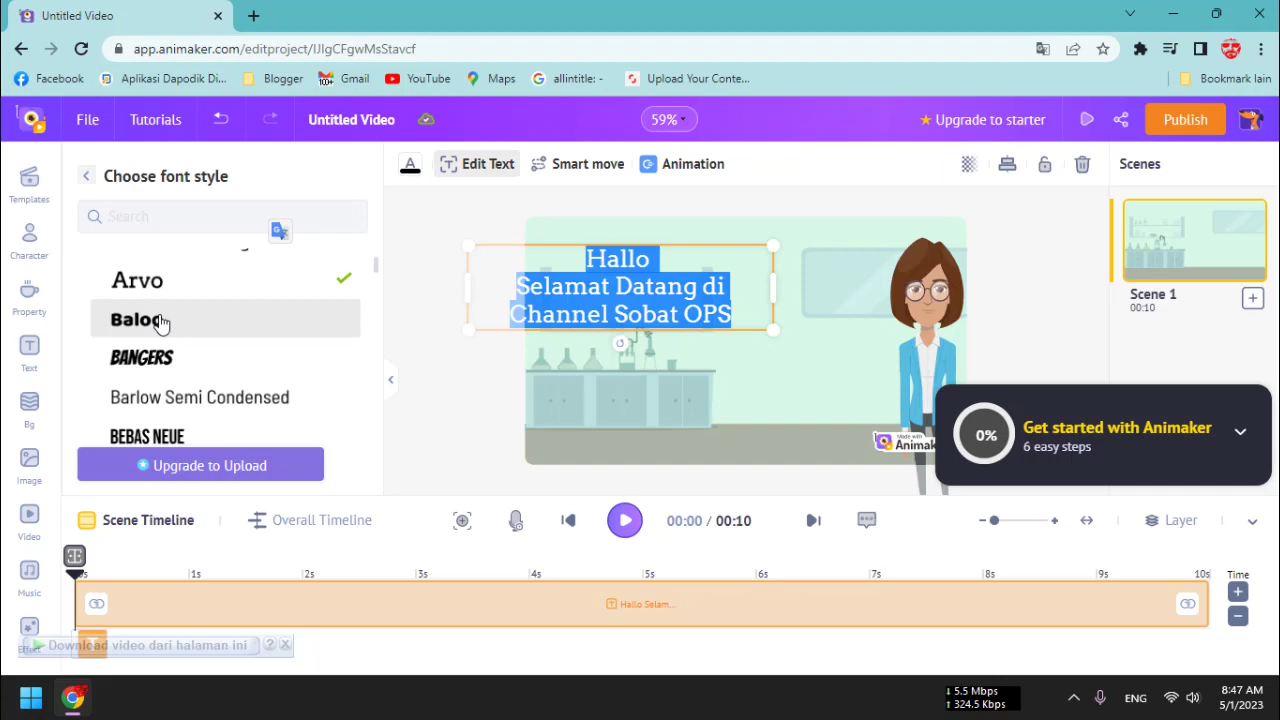 Untitled Video
app.animaker.com/editproject/IJIgCFgwMsStavcf
Facebook
Aplikasi Dapodik Di...
Blogger
100+
Gmail
YouTube
Maps
allintitle: -
Upload Your Conte...
Bookmark lain
File
Tutorials
Untitled Video
59%
Upgrade to starter
Publish
Templates
Character
Property
Text
Bg
Image
Video
Music
Effect
Choose font style
Search
Arvo
Baloo
BANGERS
Barlow Semi Condensed
BEBAS NEUE
Upgrade to Upload
A
Edit Text
Smart move
Animation
Hallo
Selamat Datang di
Channel Sobat OPS
Made with
Scenes
Scene 1
00:10
0%
Get started with Animaker
6 easy steps
Scene Timeline
Overall Timeline
00:00 / 00:10
Layer
1s
2s
3s
4s
5s
6s
7s
8s
9s
10s
Time
Hallo Selam...
Download video dari halaman ini
5.5 Mbps
324.5 Kbps
ENG
8:47 AM
5/1/2023